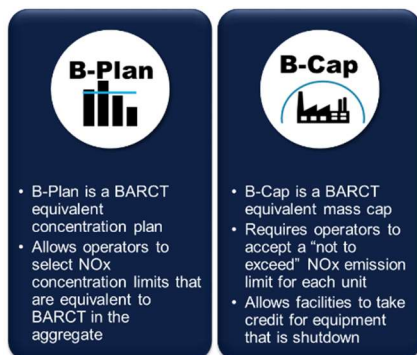 B-Plan
• B-Plan is a BARCT
equivalent
concentration plan
• Allows operators to
select NOx
concentration limits that
are equivalent to
BARCT in the
aggregate
B-Cap
• B-Cap is a BARCT
equivalent mass cap
• Requires operators to
accept a “not to
exceed” NOx emission
limit for each unit
• Allows facilities to take
credit for equipment
that is shutdown